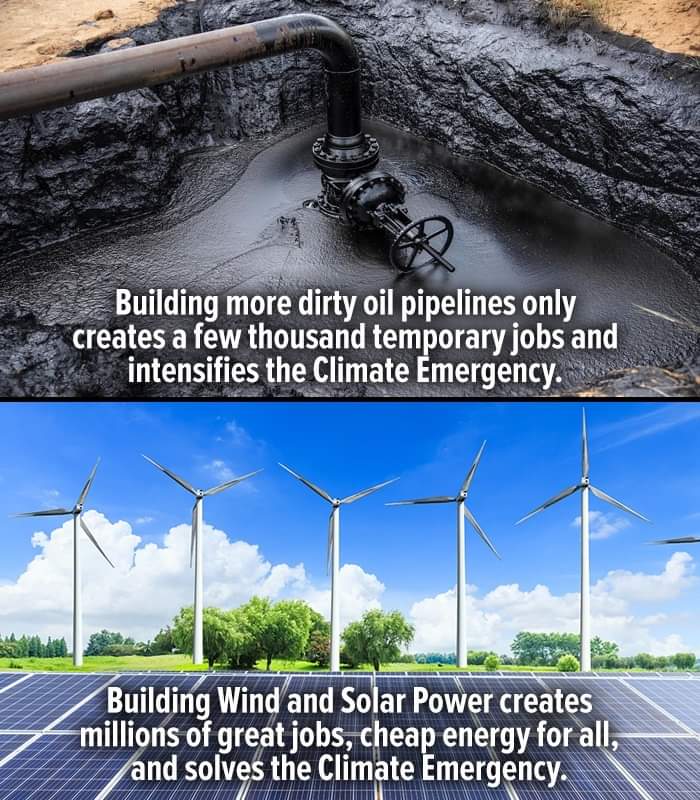 Building more dirty oil pipelines only
creates a few thousand temporary jobs and
intensifies the Climate Emergency.
Building Wind and Solar Power creates
millions of great jobs, cheap energy for all,
and solves the Climate Emergency.